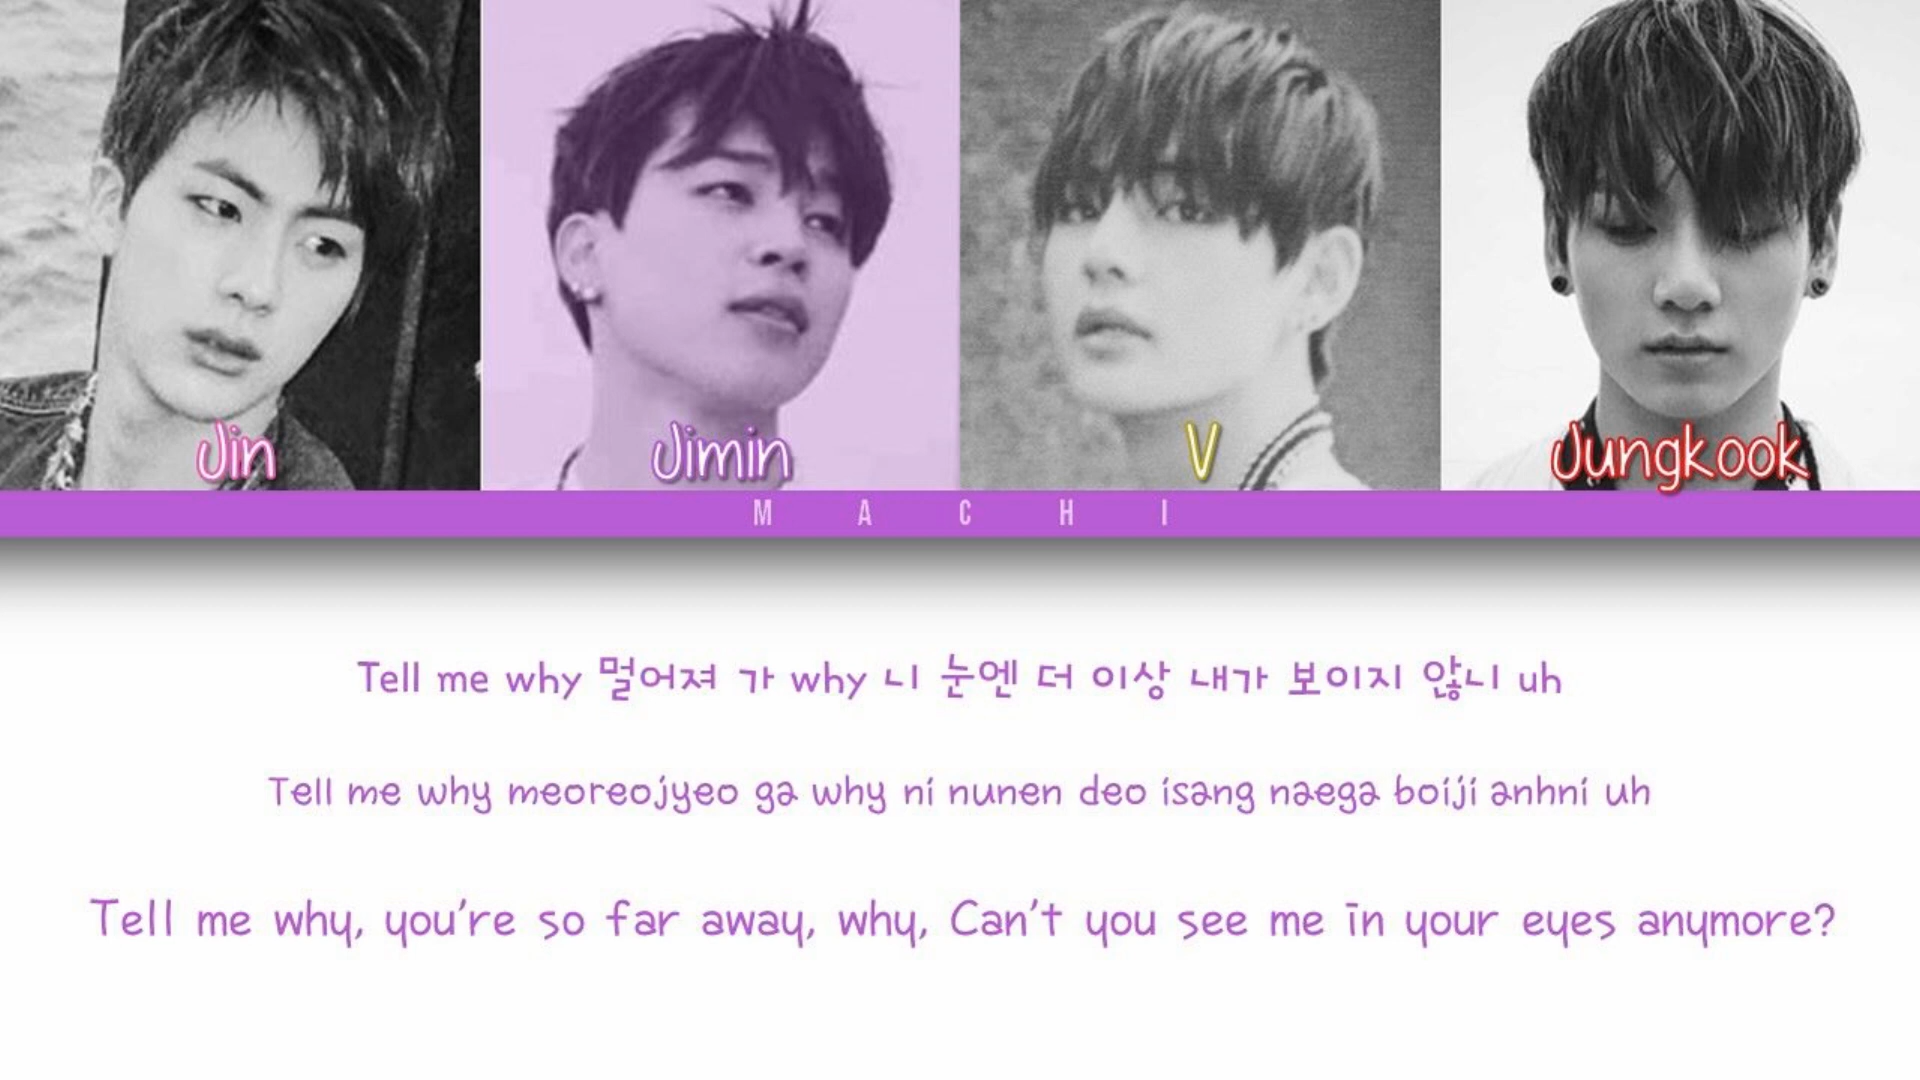 Jin Jimin V Jungkook
MACHI
Tell me why 멀어져 가 why 니 눈엔 더 이상 내가 보이지 않니 uh
Tell me why meoreojyeo ga why ni nunen deo isang naega boiji anhni uh
Tell me why, you're so far away, why, Can't you see me in your eyes anymore?